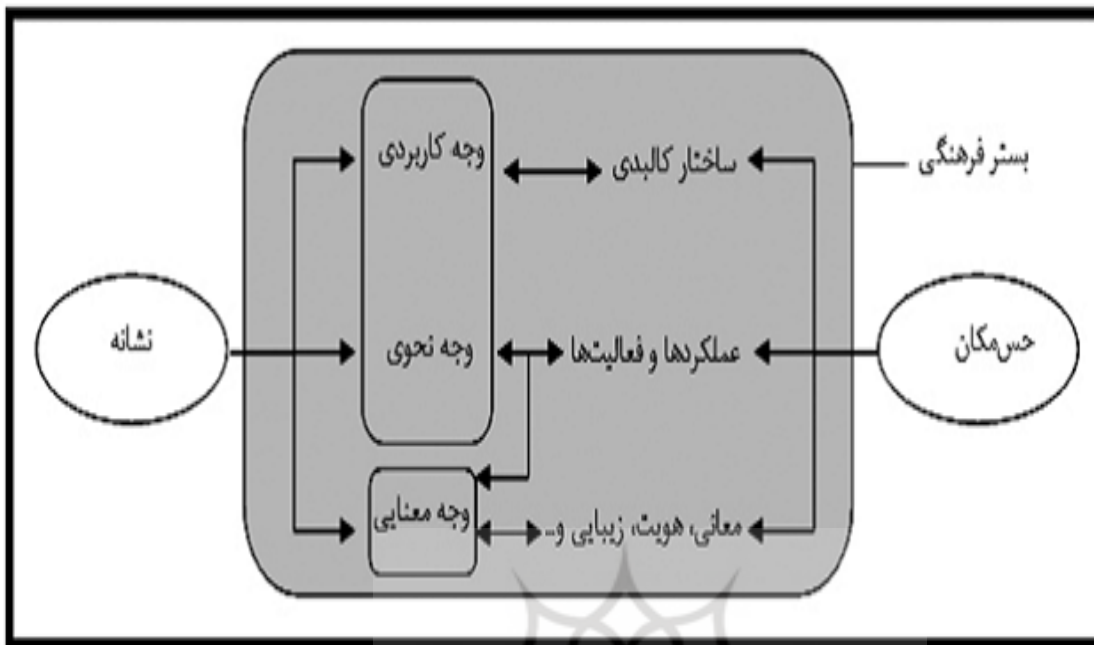 بستر فرهنگی
ساختار کالبدی
وجه کاربردی
حس‌مکان
عملکردها و فعالیت‌ها
وجه نحوی
نشانه
معانی، هویت، زیبایی و...
وجه معنایی